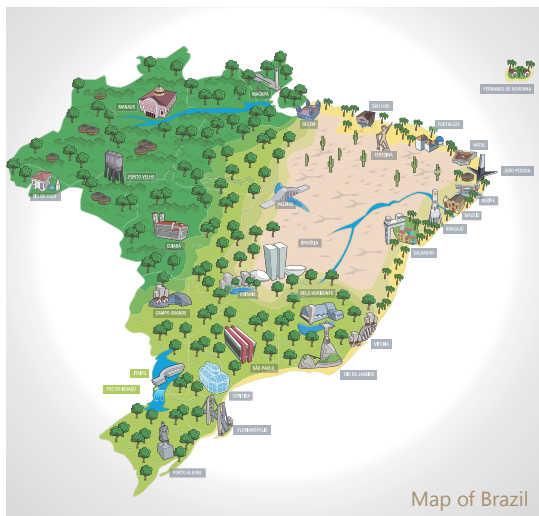 FERNANDO DE NORONHA
MACAPÁ
MANAUS
SÃO LUÍS
BELÉM
FORTALEZA
TEREZINA
NATAL
PORTO VELHO
JOÃO PESSOA
RIO BRANCO
RECIFE
PALMAS
MACEIÓ
ARACAJÚ
CUIABÁ
BRASÍLIA
SALVADOR
GOIÂNIA
BELO HORIZONTE
CAMPO GRANDE
VITÓRIA
SÃO PAULO
ITAIPU
RIO DE JANEIRO
FOZ DO IGUAÇU
CURITIBA
FLORIANÓPOLIS
PORTO ALEGRE
Map of Brazil